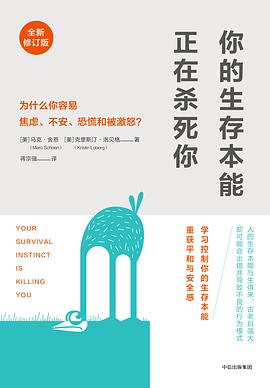 全新
修订版
你的生存本能
正在杀死你
为什么你容易
焦虑、不安、恐慌和被激怒?
[美]马克·舍恩
(Marc Schoen)
[美]克里斯汀·洛贝格
(Kristin Loberg)
著
蒋宗强 译
人的生存本能与生俱来，古老且强大
却可能会出错并导致不良的行为模式
学习控制你的生存本能
重获平和与安全感
YOUR
SURVIVAL
INSTINCT
IS
KILLING
YOU
中信出版集团